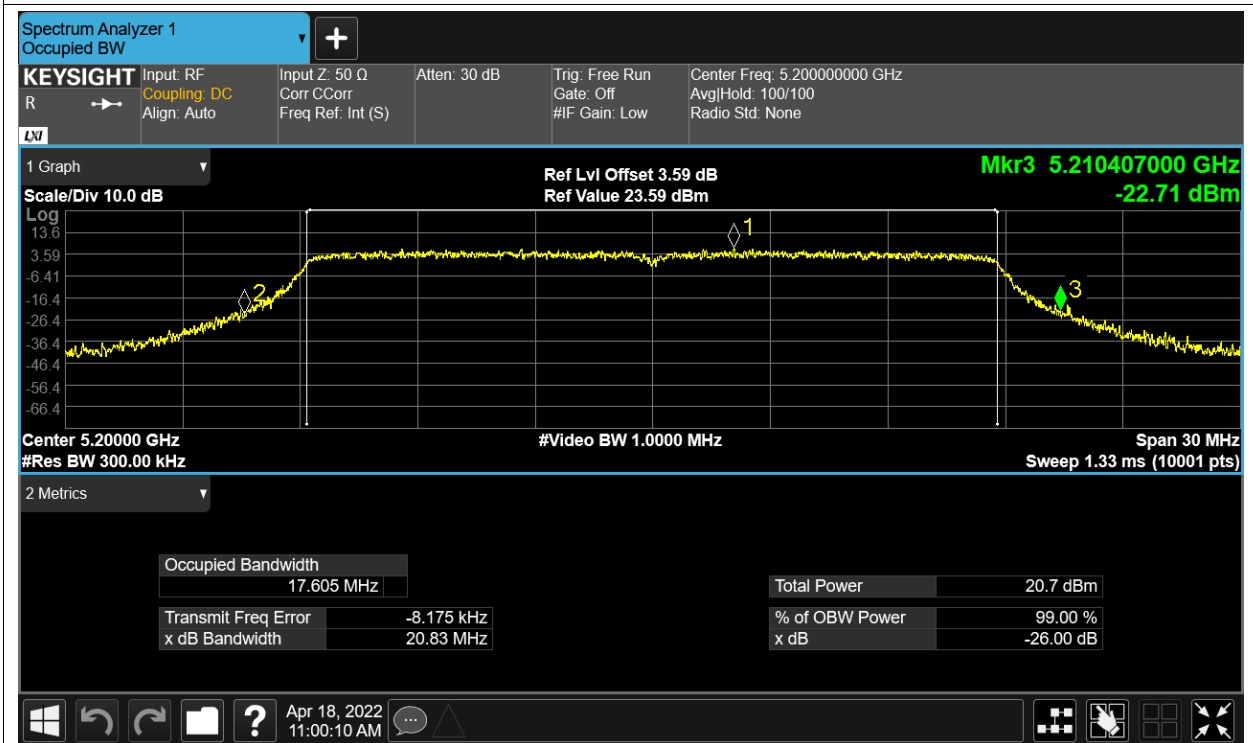 Spectrum Analyzer 1
Occupied BW
KEYSIGHT
R
LXI
Input: RF
Coupling: DC
Align: Auto
Input Z: 50 Ω
Corr CCorr
Freq Ref: Int (S)
Atten: 30 dB
Trig: Free Run
Gate: Off
#IF Gain: Low
Center Freq: 5.200000000 GHz
Avg|Hold: 100/100
Radio Std: None
1 Graph
Scale/Div 10.0 dB
Ref Lvl Offset 3.59 dB
Ref Value 23.59 dBm
Mkr3 5.210407000 GHz
-22.71 dBm
Log
13.6
3.59
-6.41
-16.4
-26.4
-36.4
-46.4
-56.4
-66.4
1
2
3
Center 5.20000 GHz
#Video BW 1.0000 MHz
Span 30 MHz
#Res BW 300.00 kHz
Sweep 1.33 ms (10001 pts)
2 Metrics
Occupied Bandwidth
17.605 MHz
Total Power 20.7 dBm
Transmit Freq Error -8.175 kHz
% of OBW Power 99.00 %
x dB Bandwidth 20.83 MHz
x dB -26.00 dB
?
Apr 18, 2022
11:00:10 AM